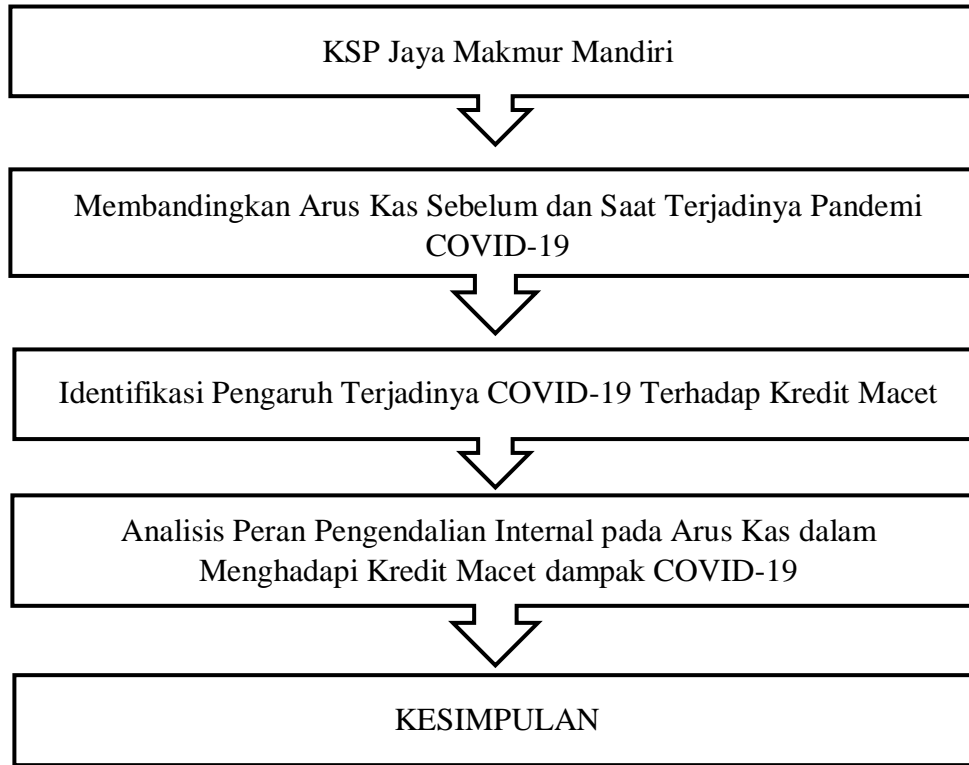 KSP Jaya Makmur Mandiri
Membandingkan Arus Kas Sebelum dan Saat Terjadinya Pandemi
COVID-19
Identifikasi Pengaruh Terjadinya COVID-19 Terhadap Kredit Macet
Analisis Peran Pengendalian Internal pada Arus Kas dalam
Menghadapi Kredit Macet dampak COVID-19
KESIMPULAN